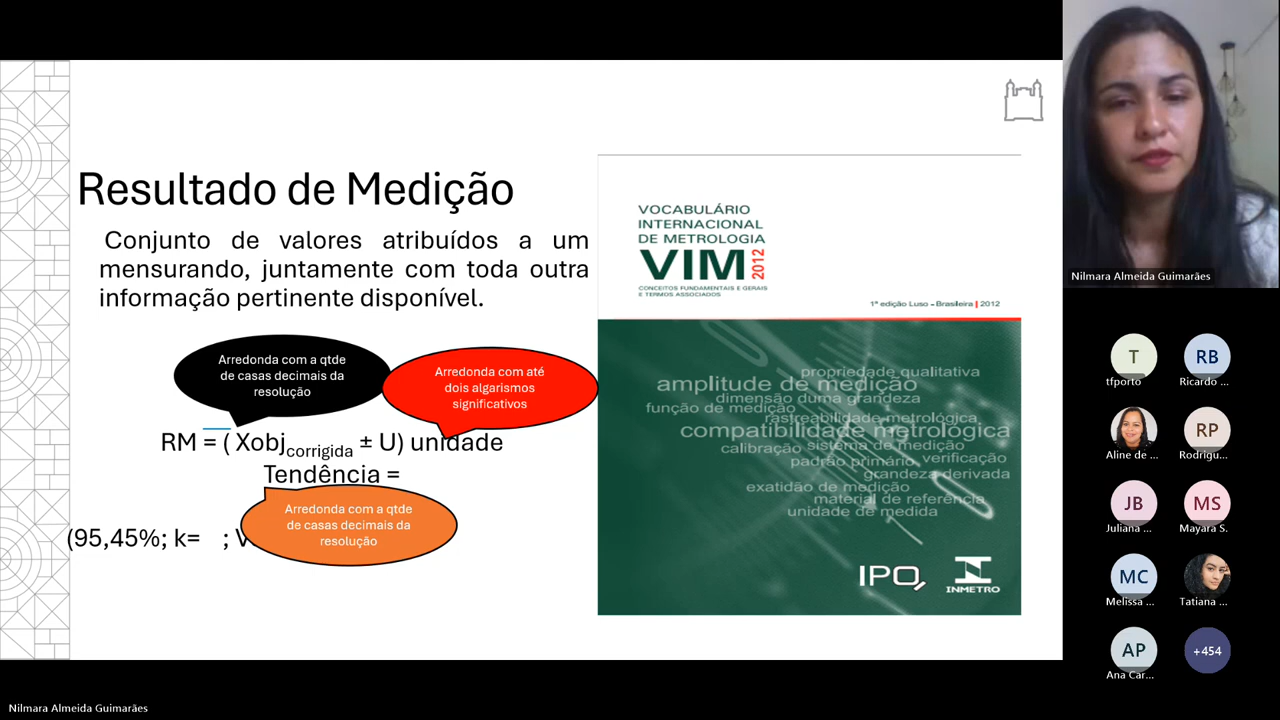 Resultado de Medição
Conjunto de valores atribuídos a um
mensurando, juntamente com toda outra
informação pertinente disponível.
Arredonda com a qtde
de casas decimais da
resolução
Arredonda com até
dois algarismos
significativos
RM = ( Xobjcorrigida ± U) unidade
Tendência =
Arredonda com a qtde
de casas decimais da
resolução
(95,45%; k= ; V
VOCABULÁRIO
INTERNACIONAL
DE METROLOGIA
VIM 2012
CONCEITOS FUNDAMENTAIS E GERAIS
E TERMOS ASSOCIADOS
1ª edição Luso - Brasileira | 2012
propriedade qualitativa
amplitude de medição
dimensão duma grandeza
função de medição
rastreabilidade metrológica
compatibilidade metrológica
sistema de medição
calibração
verificação
padrão primário
grandeza derivada
exatidão de medição
material de referência
unidade de medida
IPQ
INMETRO
Nilmara Almeida Guimarães
T
tfporto
RB
Ricardo ...
Aline de ...
RP
Rodrigu...
JB
Juliana ...
MS
Mayara S.
MC
Melissa ...
Tatiana ...
AP
Ana Car...
+454
Nilmara Almeida Guimarães